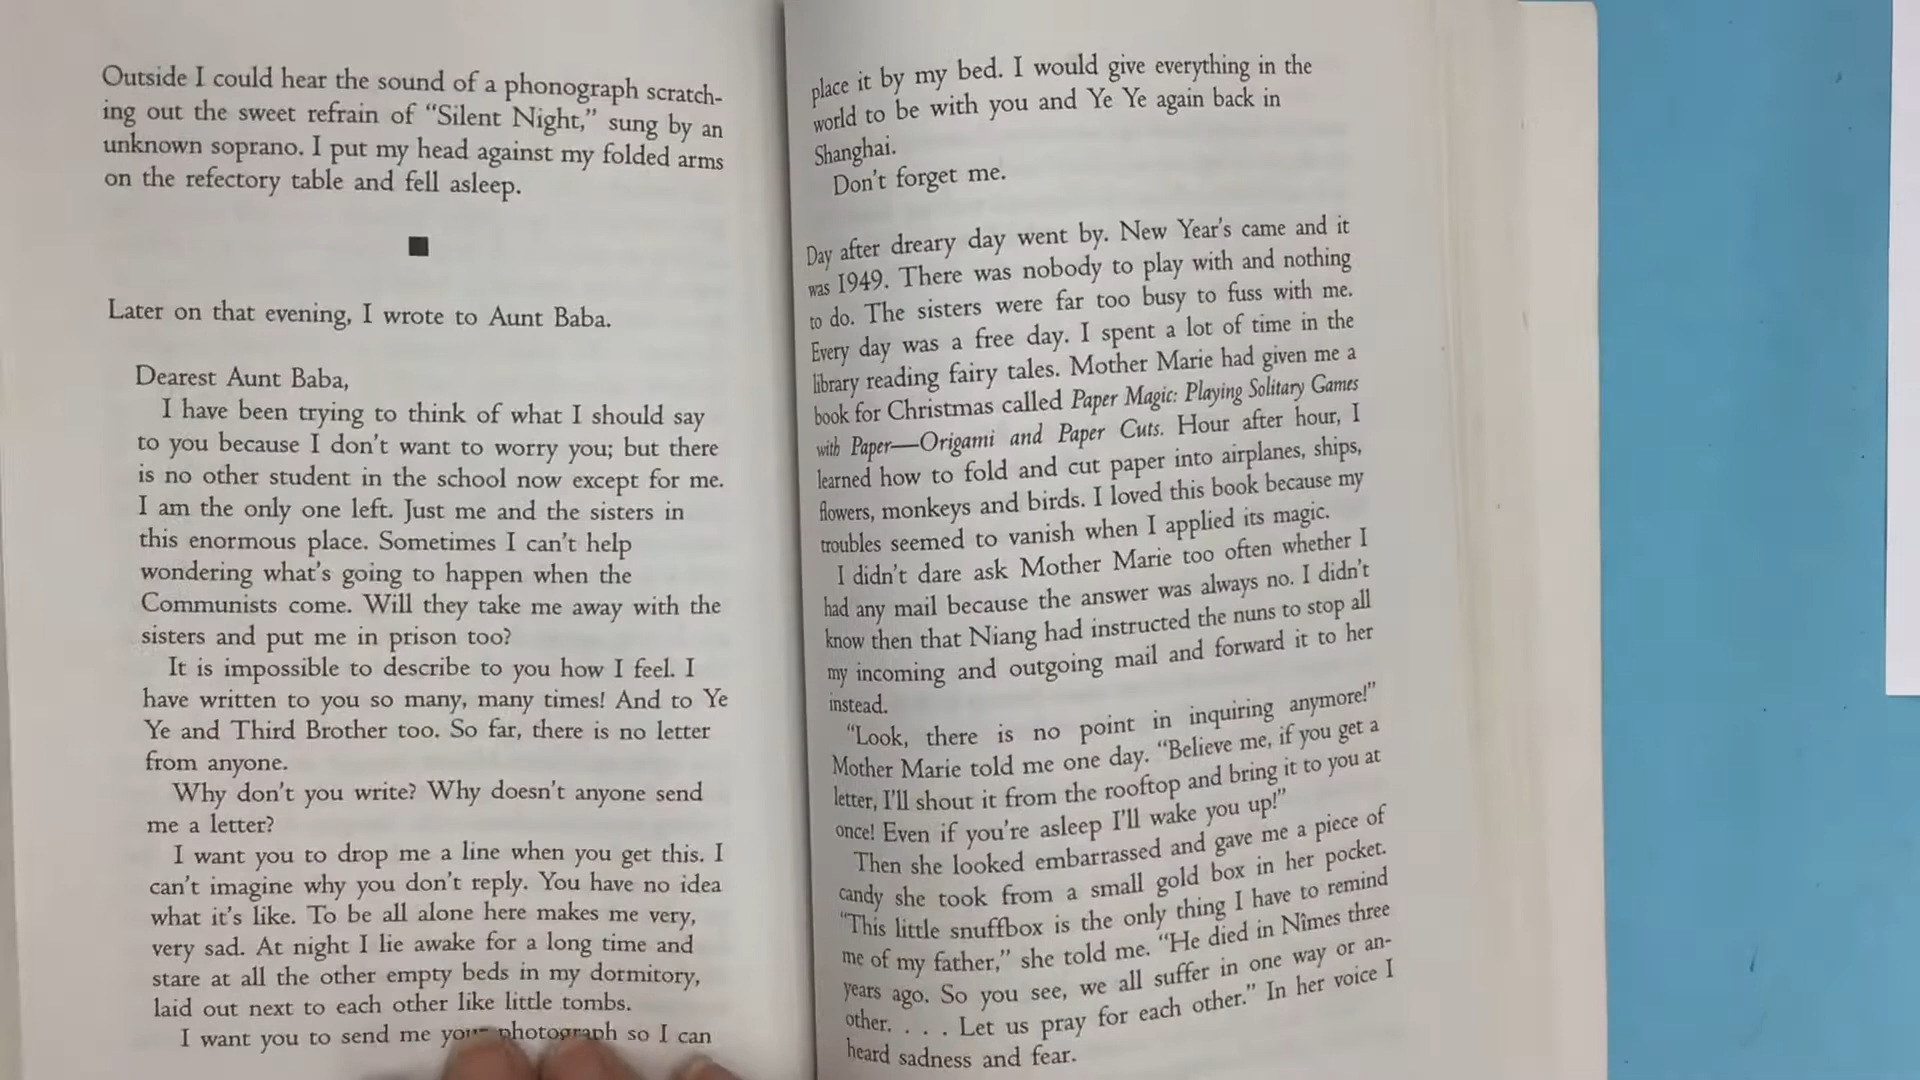 Outside I could hear the sound of a phonograph scratch-
ing out the sweet refrain of “Silent Night,” sung by an
unknown soprano. I put my head against my folded arms
on the refectory table and fell asleep.
Later on that evening, I wrote to Aunt Baba.
Dearest Aunt Baba,
I have been trying to think of what I should say
to you because I don’t want to worry you; but there
is no other student in the school now except for me.
I am the only one left. Just me and the sisters in
this enormous place. Sometimes I can’t help
wondering what’s going to happen when the
Communists come. Will they take me away with the
sisters and put me in prison too?
It is impossible to describe to you how I feel. I
have written to you so many, many times! And to Ye
Ye and Third Brother too. So far, there is no letter
from anyone.
Why don’t you write? Why doesn’t anyone send
me a letter?
I want you to drop me a line when you get this. I
can’t imagine why you don’t reply. You have no idea
what it’s like. To be all alone here makes me very,
very sad. At night I lie awake for a long time and
stare at all the other empty beds in my dormitory,
laid out next to each other like little tombs.
I want you to send me your photograph so I can
place it by my bed. I would give everything in the
world to be with you and Ye Ye again back in
Shanghai.
Don’t forget me.
Day after dreary day went by. New Year’s came and it
was 1949. There was nobody to play with and nothing
to do. The sisters were far too busy to fuss with me.
Every day was a free day. I spent a lot of time in the
library reading fairy tales. Mother Marie had given me a
book for Christmas called Paper Magic: Playing Solitary Games
with Paper—Origami and Paper Cuts. Hour after hour, I
learned how to fold and cut paper into airplanes, ships,
flowers, monkeys and birds. I loved this book because my
troubles seemed to vanish when I applied its magic.
I didn’t dare ask Mother Marie too often whether I
had any mail because the answer was always no. I didn’t
know then that Niang had instructed the nuns to stop all
my incoming and outgoing mail and forward it to her
instead.
“Look, there is no point in inquiring anymore!”
Mother Marie told me one day. “Believe me, if you get a
letter, I’ll shout it from the rooftop and bring it to you at
once! Even if you’re asleep I’ll wake you up!”
Then she looked embarrassed and gave me a piece of
candy she took from a small gold box in her pocket.
“This little snuffbox is the only thing I have to remind
me of my father,” she told me. “He died in Nîmes three
years ago. So you see, we all suffer in one way or an-
other. . . . Let us pray for each other.” In her voice I
heard sadness and fear.